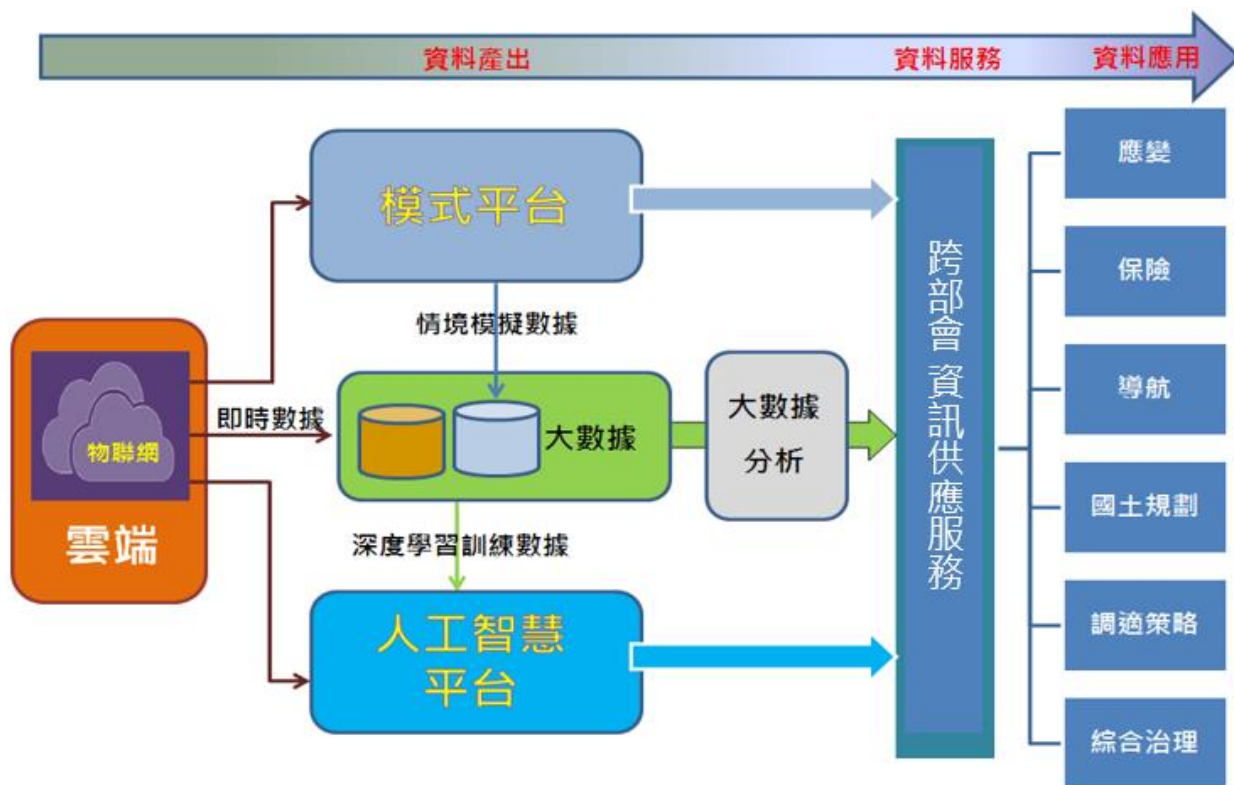 資料產出
資料服務
資料應用
模式平台
情境模擬數據
物聯網
雲端
即時數據
大數據
大數據
分析
深度學習訓練數據
人工智慧
平台
跨部會 資訊供應服務
應變
保險
導航
國土規劃
調適策略
綜合治理